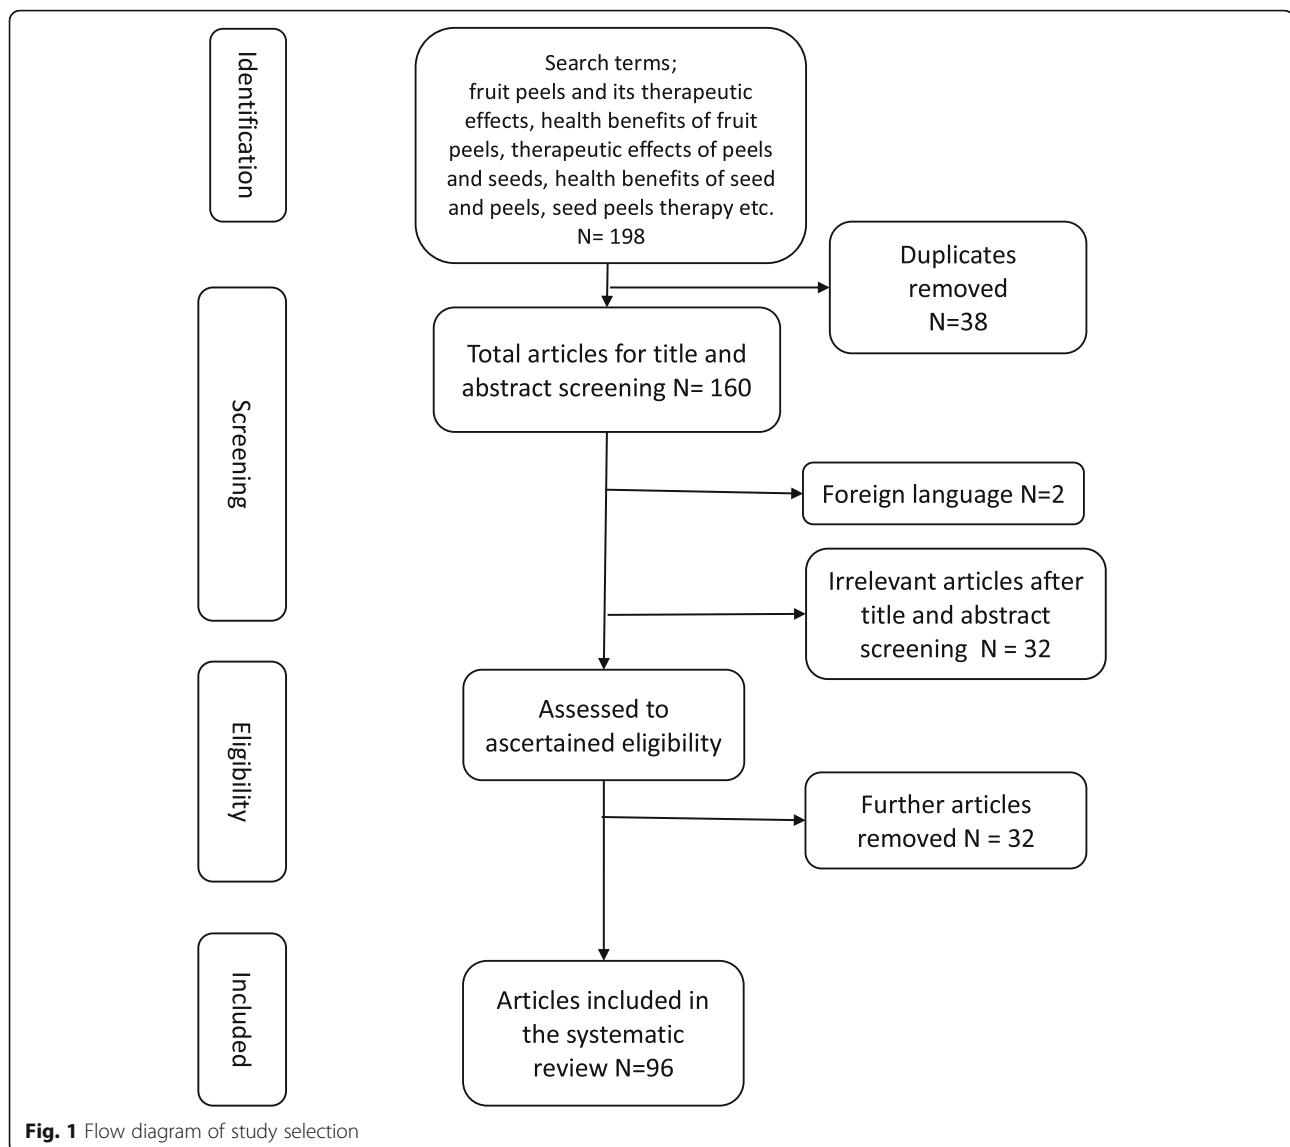 Identification
Search terms;
fruit peels and its therapeutic
effects, health benefits of fruit
peels, therapeutic effects of peels
and seeds, health benefits of seed
and peels, seed peels therapy etc.
N= 198
Duplicates
removed
N=38
Screening
Total articles for title and
abstract screening N= 160
Foreign language N=2
Irrelevant articles after
title and abstract
screening N = 32
Eligibility
Assessed to
ascertained eligibility
Further articles
removed N = 32
Included
Articles included in
the systematic
review N=96
Fig. 1 Flow diagram of study selection